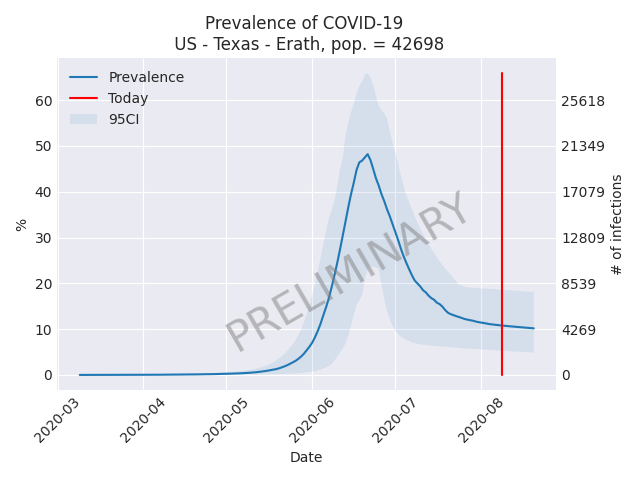 Prevalence of COVID-19
US - Texas - Erath, pop. = 42698
Prevalence
Today
95CI
PRELIMINARY
%
60
50
40
30
20
10
0
25618
21349
17079
12809
8539
4269
0
# of infections
2020-03
2020-04
2020-05
2020-06
2020-07
2020-08
Date